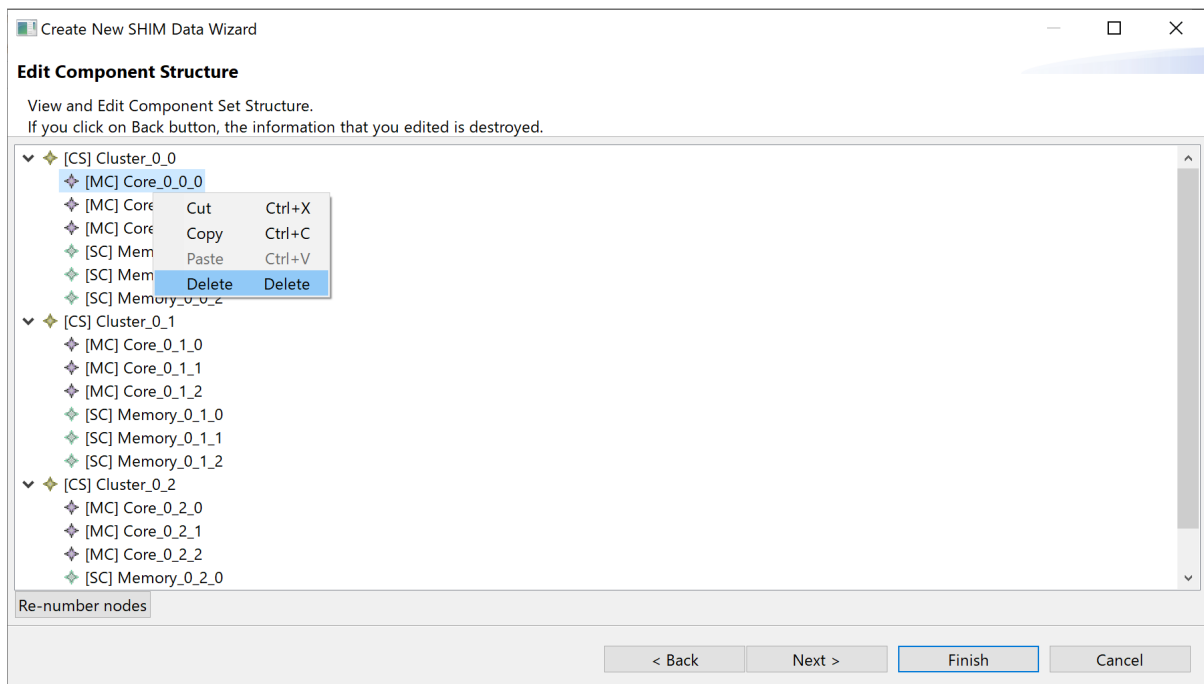 Create New SHIM Data Wizard
Edit Component Structure
View and Edit Component Set Structure.
If you click on Back button, the information that you edited is destroyed.
[CS] Cluster_0_0
[MC] Core_0_0_0
[MC] Core
[MC] Core
[SC] Mem
[SC] Mem
[SC] Memory_0_0_2
Cut Ctrl+X
Copy Ctrl+C
Paste Ctrl+V
Delete Delete
[CS] Cluster_0_1
[MC] Core_0_1_0
[MC] Core_0_1_1
[MC] Core_0_1_2
[SC] Memory_0_1_0
[SC] Memory_0_1_1
[SC] Memory_0_1_2
[CS] Cluster_0_2
[MC] Core_0_2_0
[MC] Core_0_2_1
[MC] Core_0_2_2
[SC] Memory_0_2_0
Re-number nodes
< Back Next > Finish Cancel